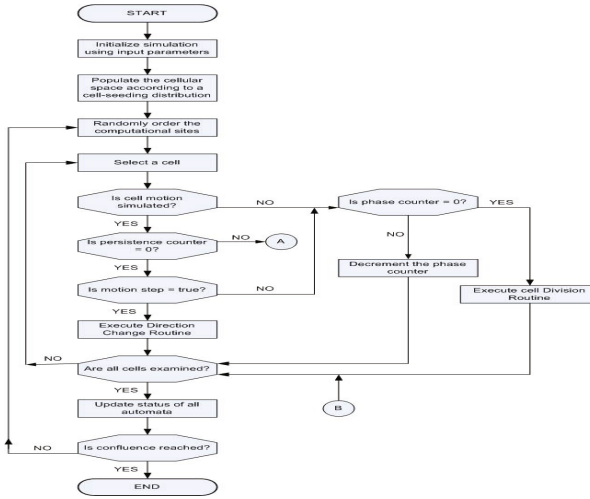 START
Initialize simulation
using input parameters
Populate the cellular
space according to a
cell-seeding distribution
Randomly order the
computational sites
Select a cell
Is cell motion
simulated?
NO
Is phase counter = 0?
YES
YES
NO
Is persistence counter
= 0?
NO
A
Decrement the phase
counter
YES
Is motion step = true?
NO
Execute cell Division
Routine
YES
Execute Direction
Change Routine
NO
Are all cells examined?
YES
B
Update status of all
automata
NO
Is confluence reached?
YES
END